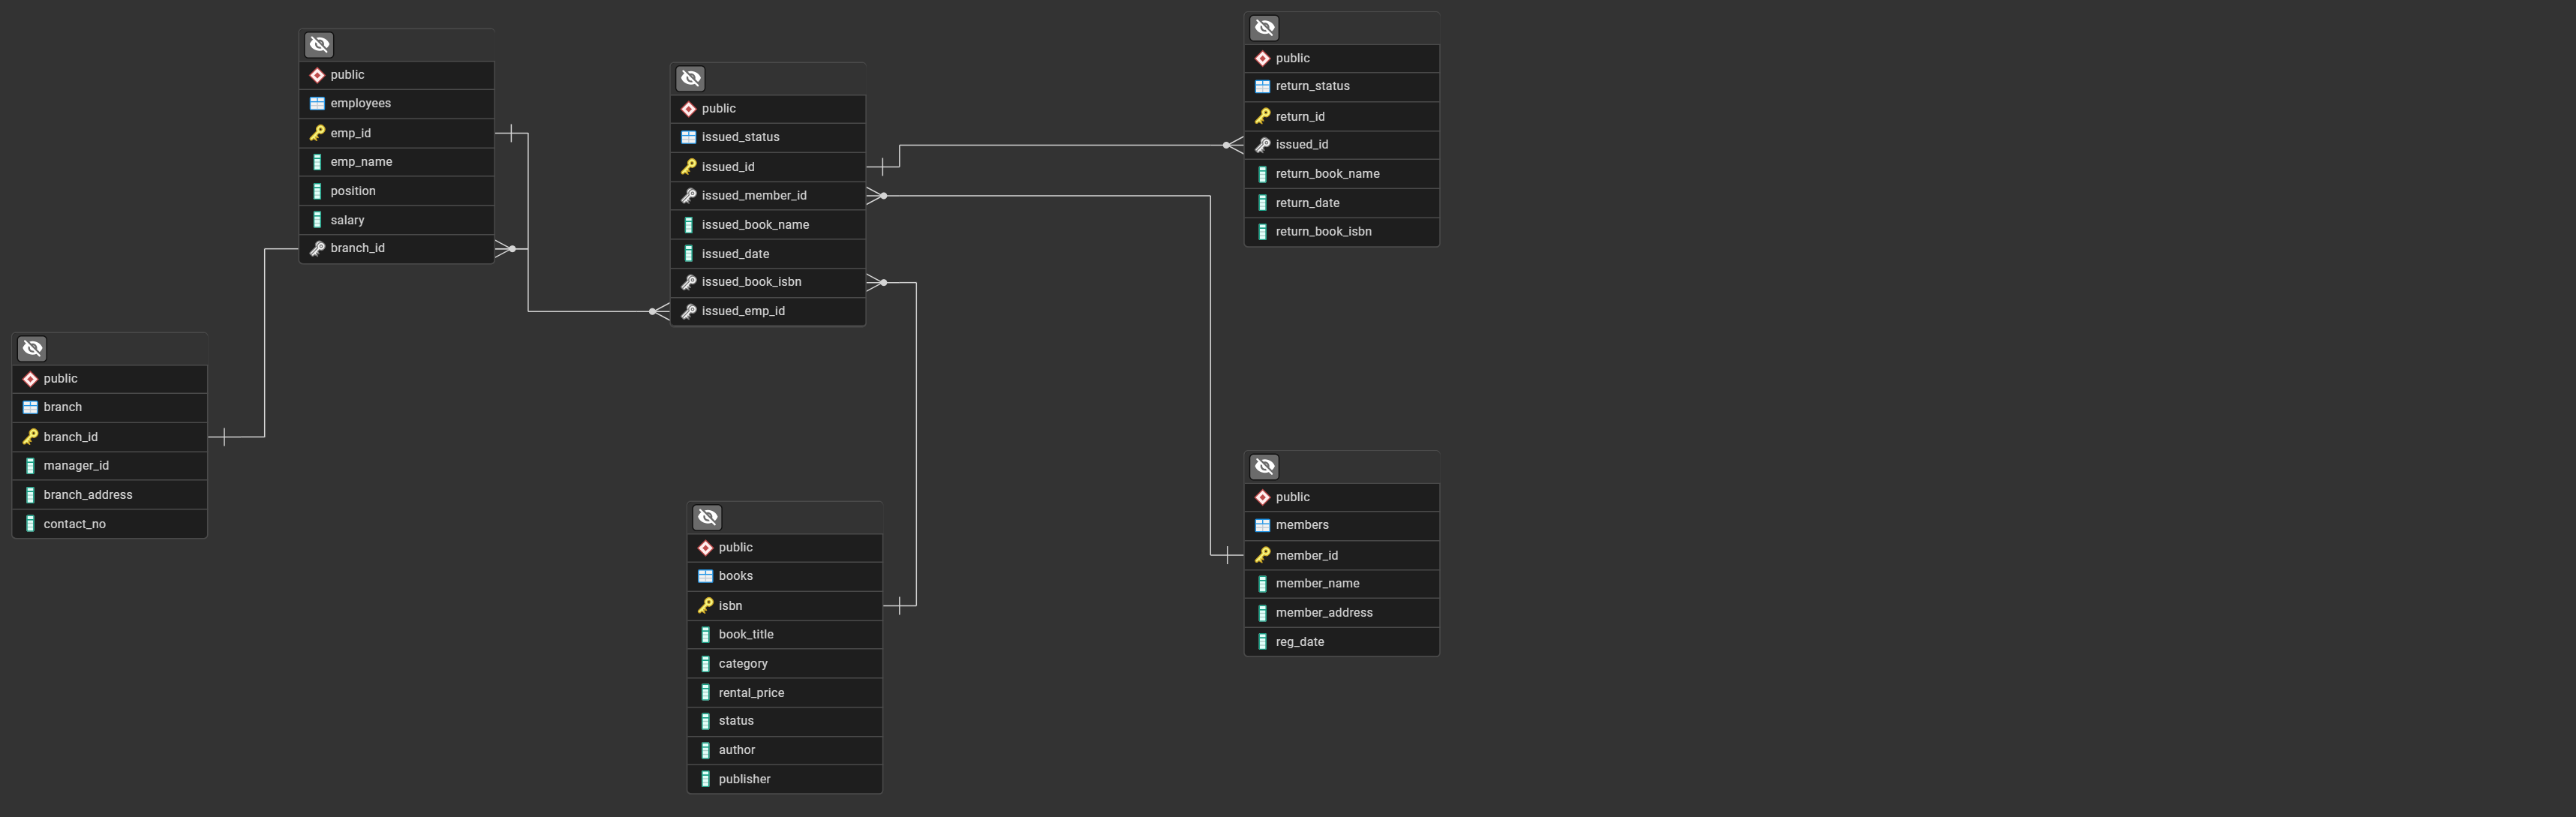 public
employees
emp_id
emp_name
position
salary
branch_id
public
branch
branch_id
manager_id
branch_address
contact_no
public
issued_status
issued_id
issued_member_id
issued_book_name
issued_date
issued_book_isbn
issued_emp_id
public
books
isbn
book_title
category
rental_price
status
author
publisher
public
return_status
return_id
issued_id
return_book_name
return_date
return_book_isbn
public
members
member_id
member_name
member_address
reg_date